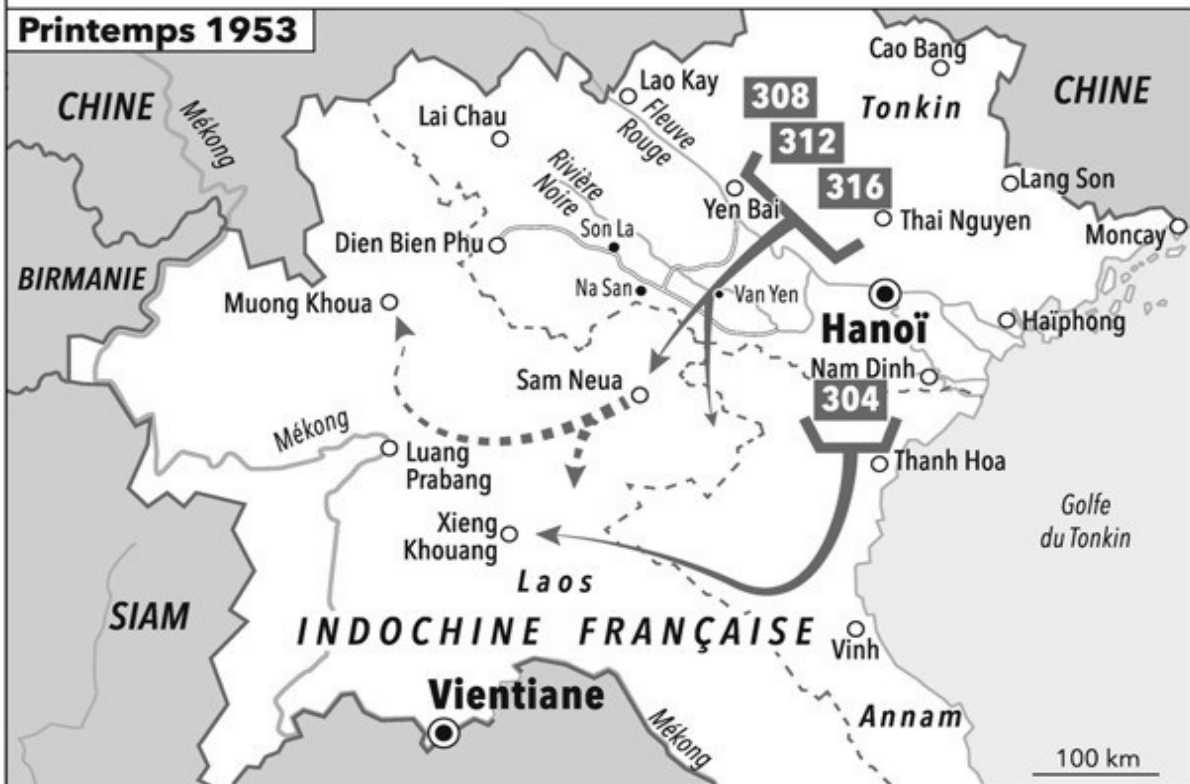 Printemps 1953
Cao Bang
CHINE
Lao Kay
308
Tonkin
CHINE
Mékong
Lai Chau
Fleuve
Rouge
312
316
Rivière
Noire
Yen Bai
Lang Son
Thai Nguyen
Moncay
Dien Bien Phu
Son La
BIRMANIE
Muong Khoua
Na San
Van Yen
Hanoï
Haïphong
Sam Neua
Nam Dinh
304
Mékong
Luang
Prabang
Thanh Hoa
Xieng
Khouang
Golfe
du Tonkin
Laos
SIAM
INDOCHINE FRANÇAISE
Vinh
Vientiane
Mékong
Annam
100 km